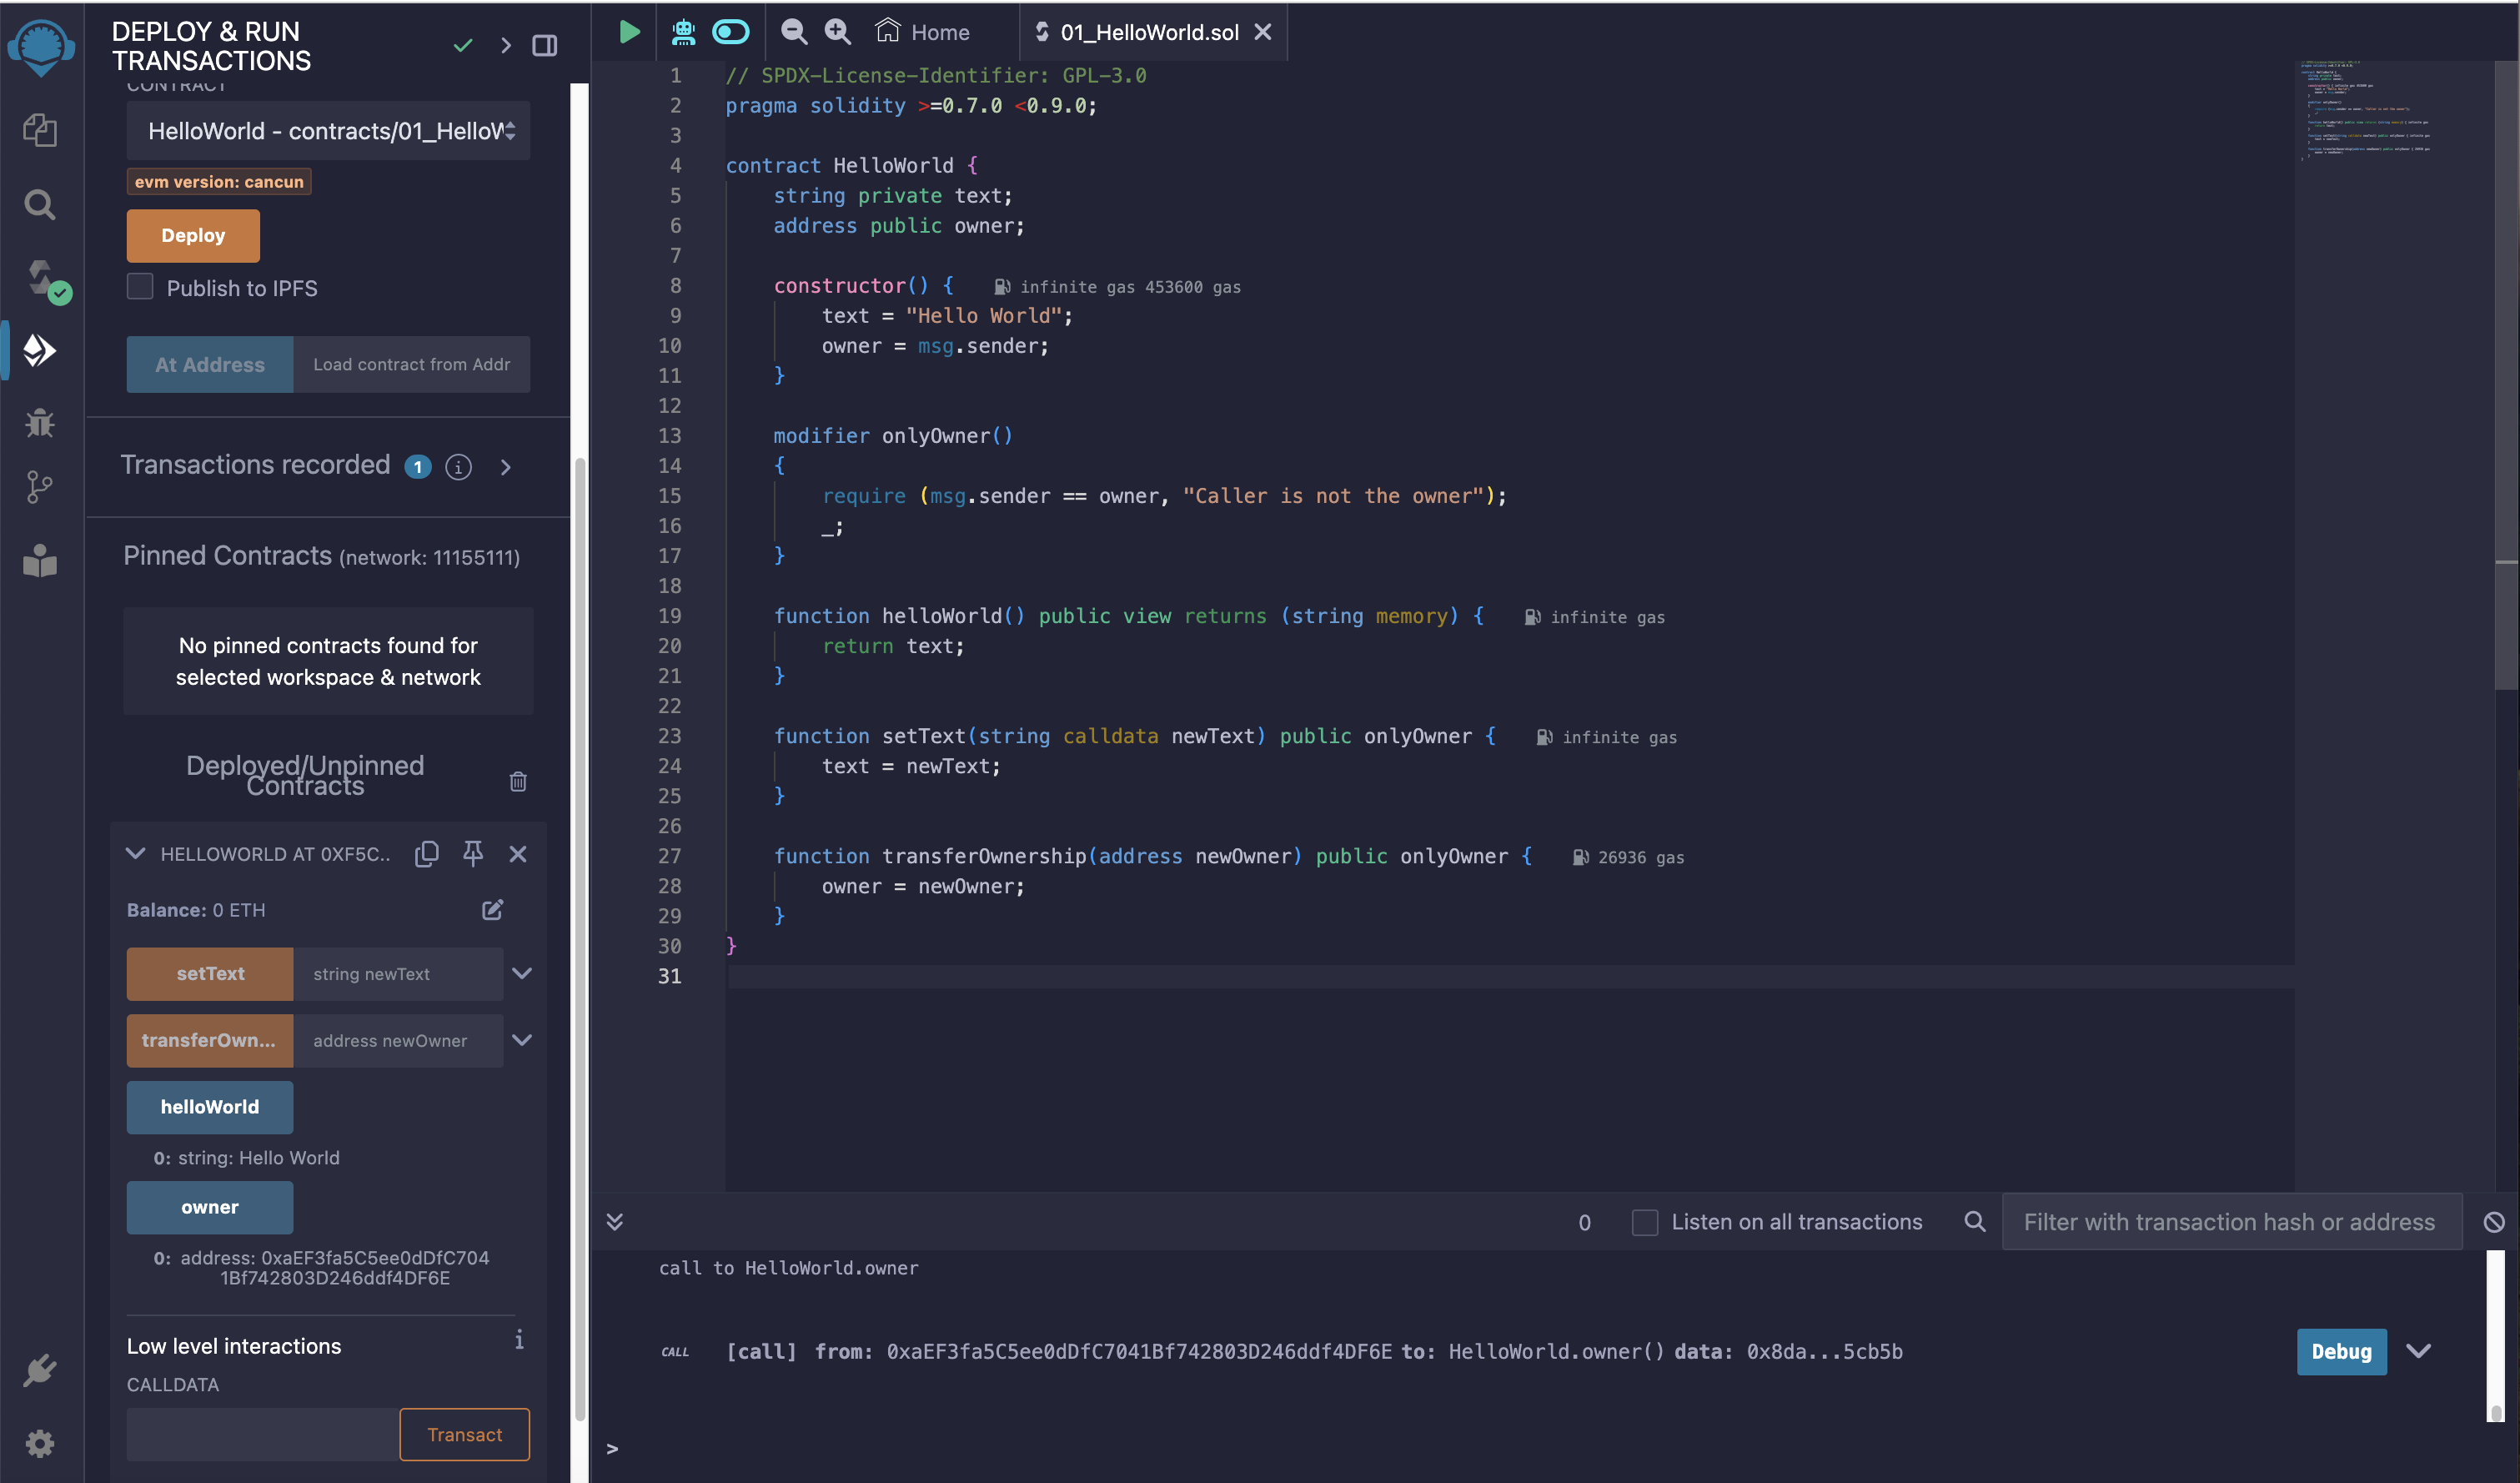 DEPLOY & RUN
TRANSACTIONS
CONTRACT
HelloWorld - contracts/01_HelloW
evm version: cancun
Deploy
Publish to IPFS
At Address
Load contract from Addr
Transactions recorded 1 i
Pinned Contracts (network: 11155111)
No pinned contracts found for
selected workspace & network
Deployed/Unpinned
Contracts
HELLOWORLD AT 0XF5C..
Balance: 0 ETH
setText
string newText
transferOwn...
address newOwner
helloWorld
0: string: Hello World
owner
0: address: 0xaEF3fa5C5ee0dDfC704
1Bf742803D246ddf4DF6E
Low level interactions
i
CALLDATA
Transact
Home
01_HelloWorld.sol
1 // SPDX-License-Identifier: GPL-3.0
2 pragma solidity >=0.7.0 <0.9.0;
3
4 contract HelloWorld {
5 string private text;
6 address public owner;
7
8 constructor() { infinite gas 453600 gas
9 text = "Hello World";
10 owner = msg.sender;
11 }
12
13 modifier onlyOwner()
14 {
15 require (msg.sender == owner, "Caller is not the owner");
16 _;
17 }
18
19 function helloWorld() public view returns (string memory) { infinite gas
20 return text;
21 }
22
23 function setText(string calldata newText) public onlyOwner { infinite gas
24 text = newText;
25 }
26
27 function transferOwnership(address newOwner) public onlyOwner { 26936 gas
28 owner = newOwner;
29 }
30 }
31
0
Listen on all transactions
Filter with transaction hash or address
call to HelloWorld.owner
CALL [call] from: 0xaEF3fa5C5ee0dDfC7041Bf742803D246ddf4DF6E to: HelloWorld.owner() data: 0x8da...5cb5b
Debug
>